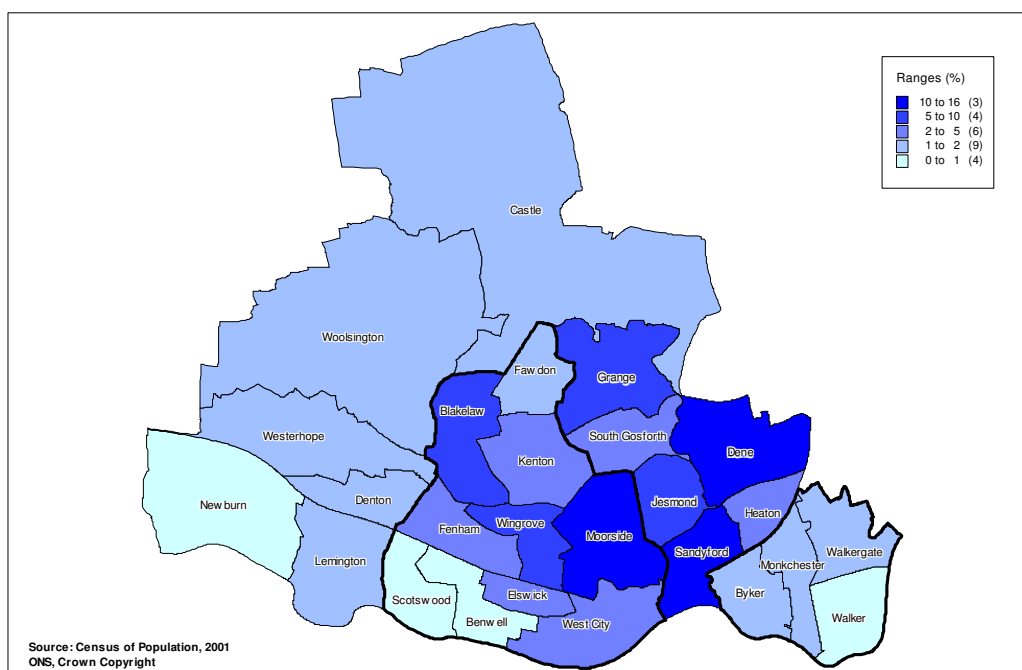 Ranges (%)
10 to 16 (3)
5 to 10 (4)
2 to 5 (6)
1 to 2 (9)
0 to 1 (4)
Castle
Woolsington
Fawdon
Grange
Blakelaw
Westerhope
South Gosforth
Dene
Kenton
Newburn
Denton
Jesmond
Heaton
Fenham
Wingrove
Moorside
Sandyford
Walkergate
Lemington
Monkchester
Byker
Scotswood
Elswick
Benwell
West City
Walker
Source: Census of Population, 2001
ONS, Crown Copyright